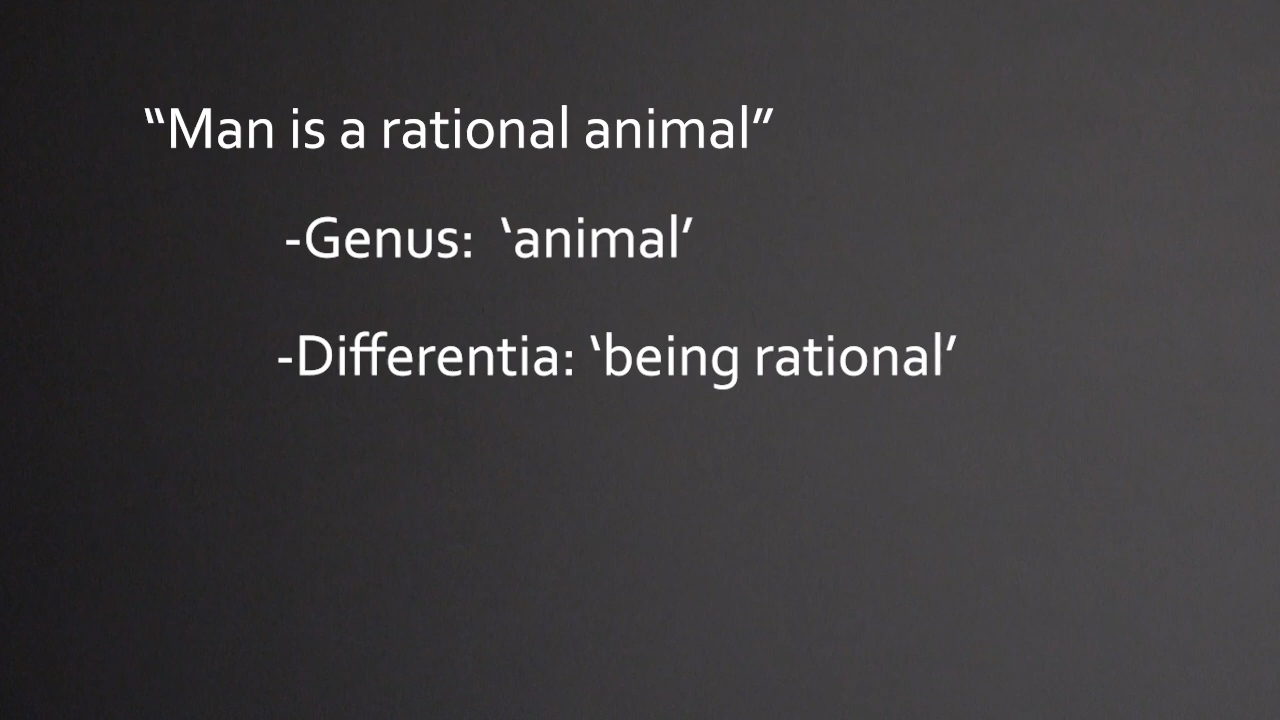 “Man is a rational animal”
-Genus: ‘animal’
-Differentia: ‘being rational’